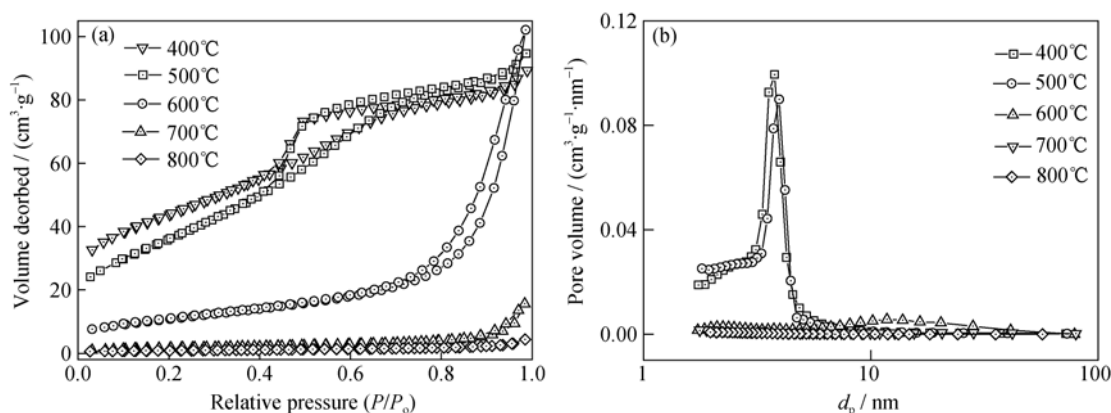 (a)
400℃
500℃
600℃
700℃
800℃
Volume deorbed / (cm³·g⁻¹)
100
80
60
40
20
0
0.0 0.2 0.4 0.6 0.8 1.0
Relative pressure (P/Pₒ)
(b)
400℃
500℃
600℃
700℃
800℃
Pore volume / (cm³·g⁻¹·nm⁻¹)
0.12
0.08
0.04
0.00
1 10 100
dₚ / nm